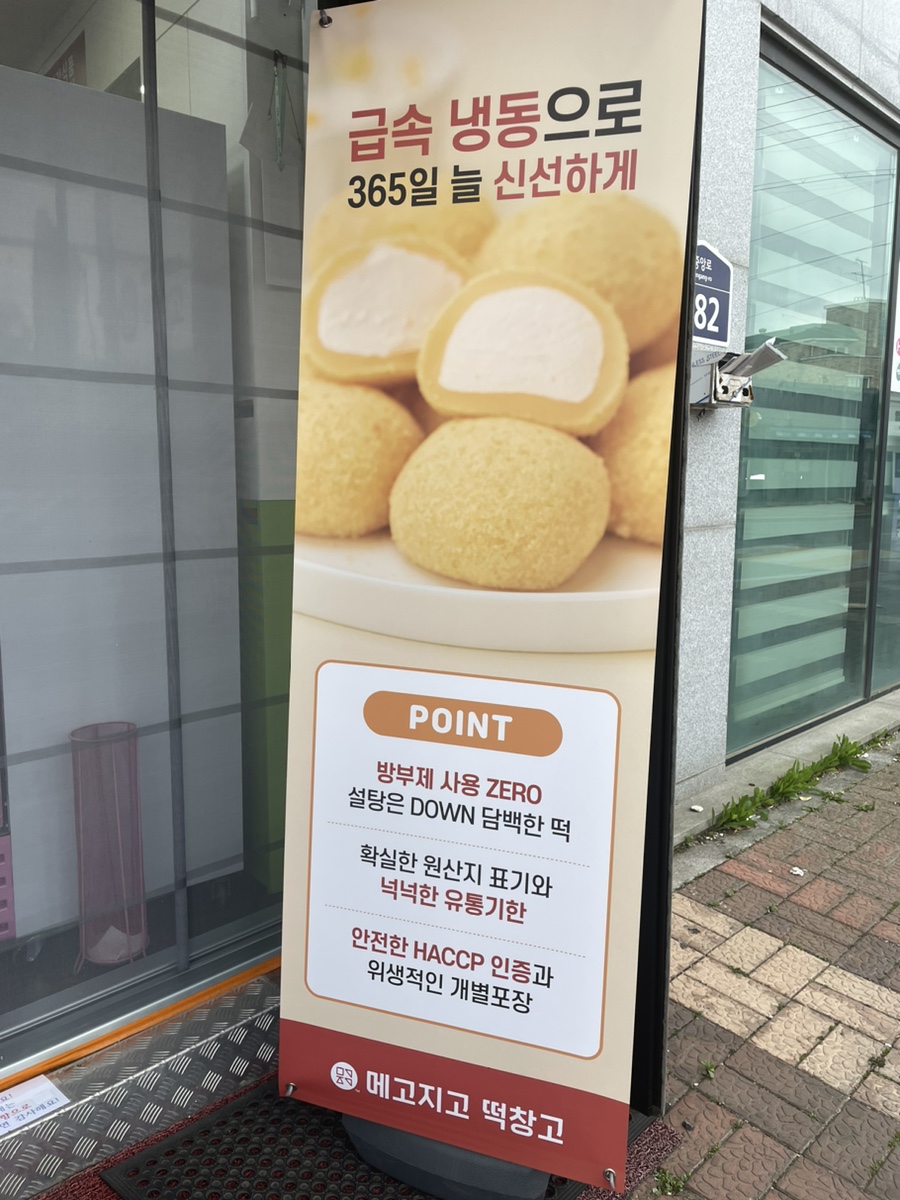 급속 냉동으로
365일 늘 신선하게
POINT
방부제 사용 ZERO
설탕은 DOWN 담백한 떡
확실한 원산지 표기와
넉넉한 유통기한
안전한 HACCP 인증과
위생적인 개별포장
메고지고 떡창고
중앙로
82